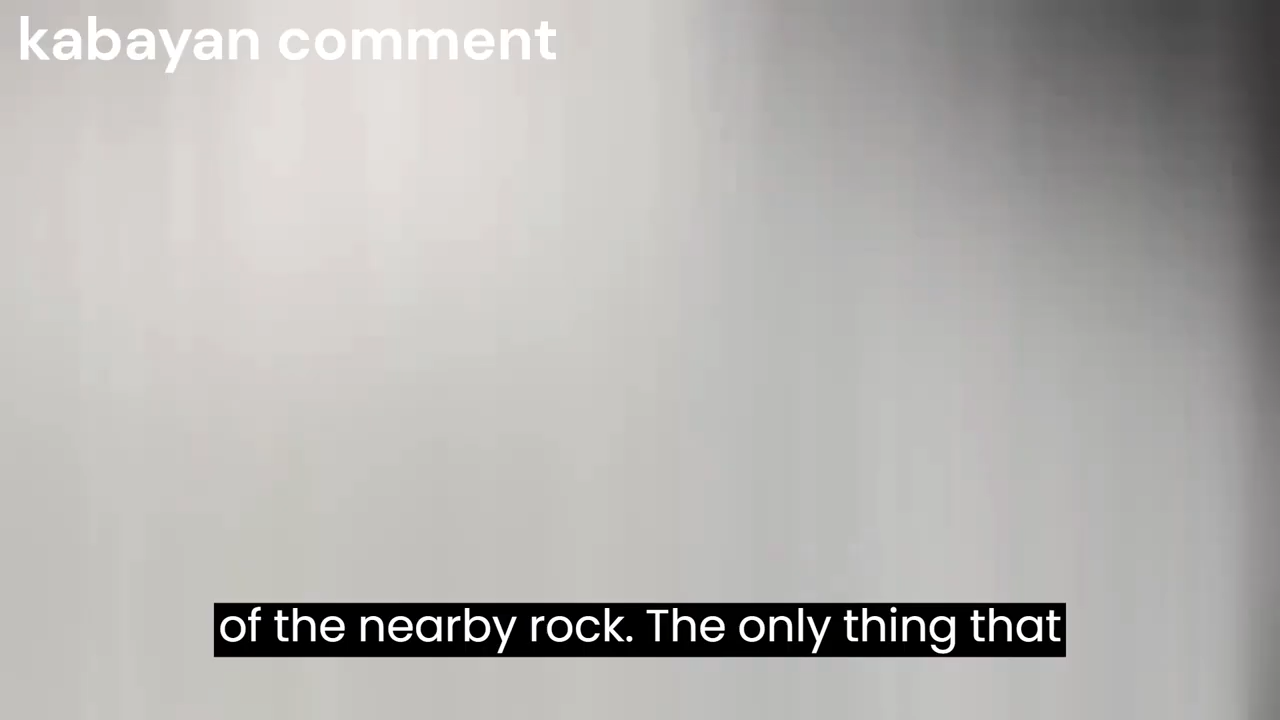 kabayan comment
of the nearby rock. The only thing that